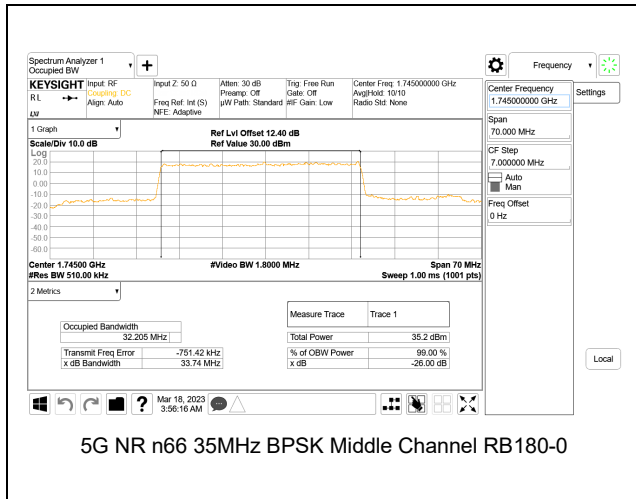 Spectrum Analyzer 1
Occupied BW
KEYSIGHT
RL
Input: RF
Coupling: DC
Align: Auto
Input Z: 50 Ω
Freq Ref: Int (S)
NFE: Adaptive
Atten: 30 dB
Preamp: Off
µW Path: Standard
Trig: Free Run
Gate: Off
#IF Gain: Low
Center Freq: 1.745000000 GHz
Avg|Hold: 10/10
Radio Std: None
1 Graph
Scale/Div 10.0 dB
Ref Lvl Offset 12.40 dB
Ref Value 30.00 dBm
Log
20.0
10.0
0.00
-10.0
-20.0
-30.0
-40.0
-50.0
-60.0
Center 1.74500 GHz
#Video BW 1.8000 MHz
Span 70 MHz
#Res BW 510.00 kHz
Sweep 1.00 ms (1001 pts)
2 Metrics
Measure Trace Trace 1
Occupied Bandwidth
32.205 MHz
Total Power 35.2 dBm
Transmit Freq Error -751.42 kHz
% of OBW Power 99.00 %
x dB Bandwidth 33.74 MHz
x dB -26.00 dB
Frequency
Settings
Center Frequency
1.745000000 GHz
Span
70.000 MHz
CF Step
7.000000 MHz
Auto
Man
Freq Offset
0 Hz
Local
?
Mar 18, 2023
3:56:16 AM
5G NR n66 35MHz BPSK Middle Channel RB180-0